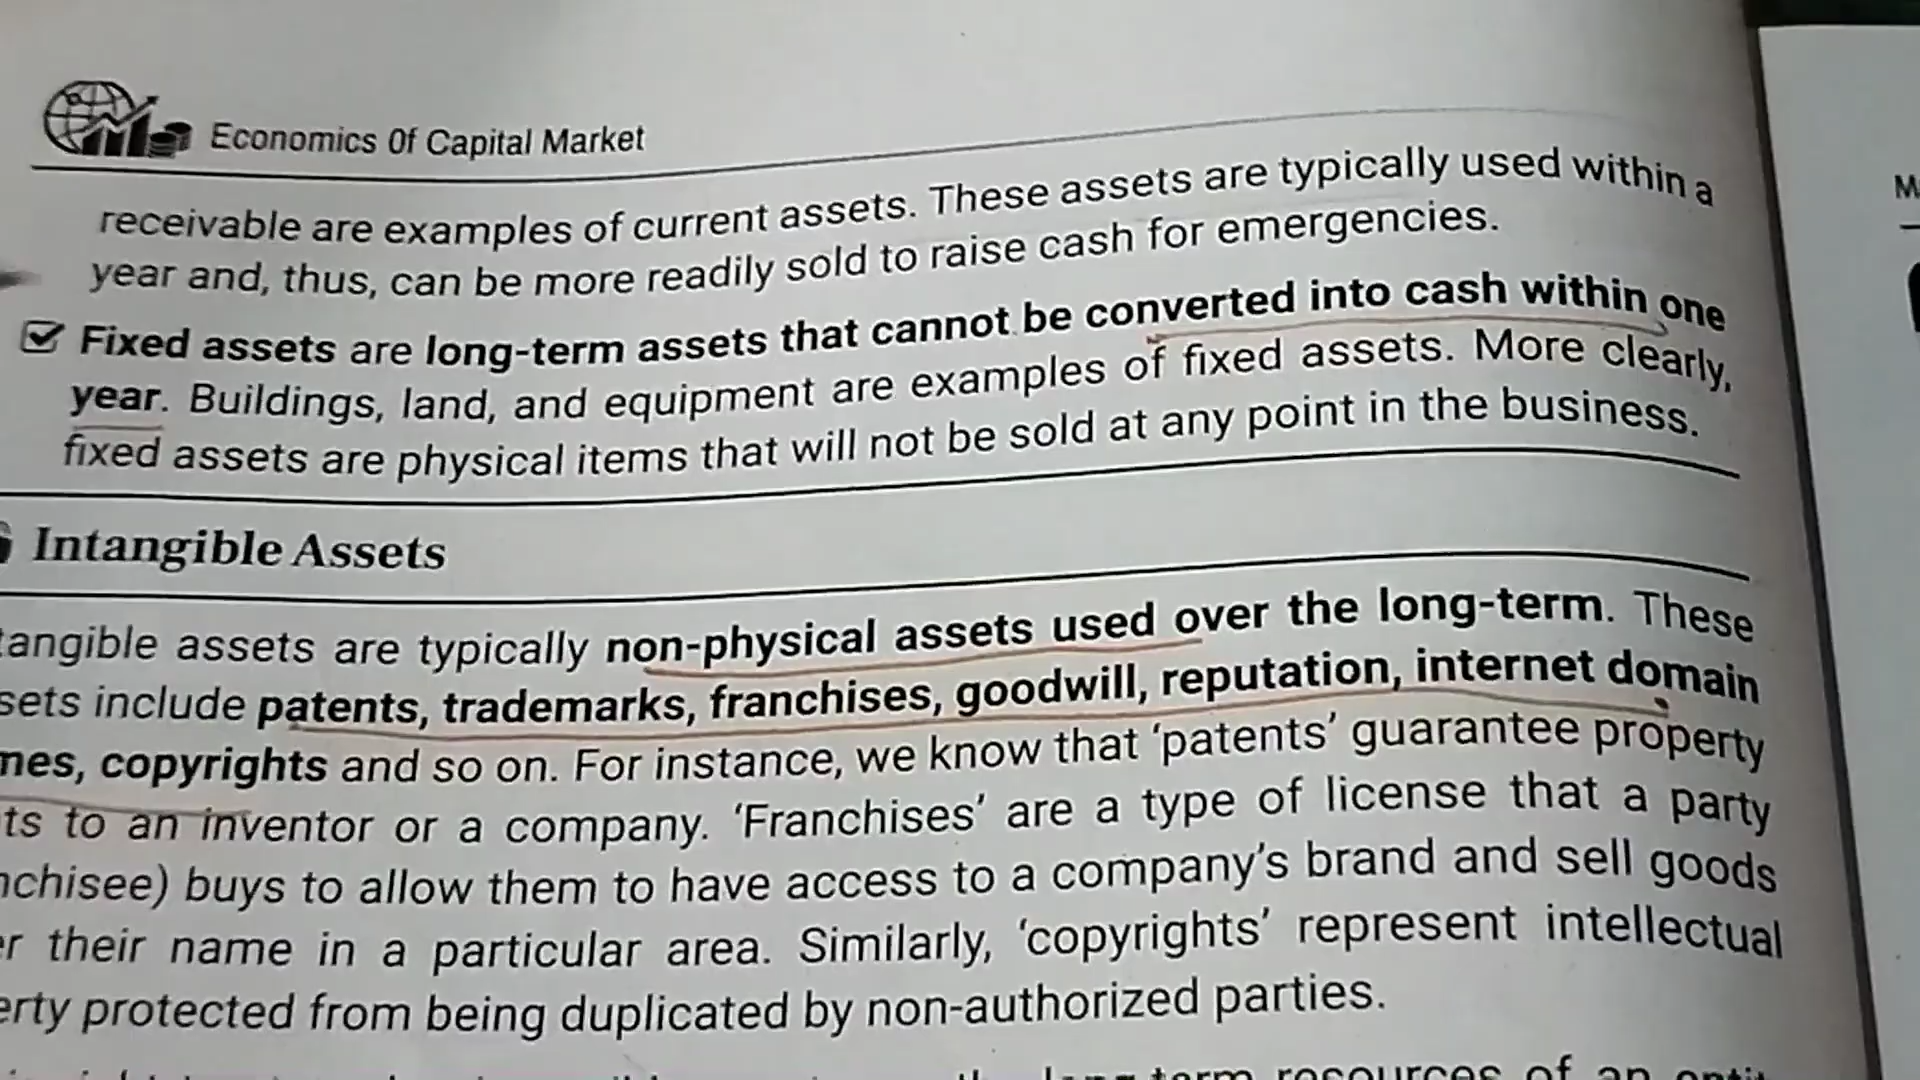 Economics Of Capital Market
receivable are examples of current assets. These assets are typically used within a
year and, thus, can be more readily sold to raise cash for emergencies.
Fixed assets are long-term assets that cannot be converted into cash within one
year. Buildings, land, and equipment are examples of fixed assets. More clearly,
fixed assets are physical items that will not be sold at any point in the business.
Intangible Assets
tangible assets are typically non-physical assets used over the long-term. These
sets include patents, trademarks, franchises, goodwill, reputation, internet domain
mes, copyrights and so on. For instance, we know that 'patents' guarantee property
ts to an inventor or a company. 'Franchises' are a type of license that a party
nchisee) buys to allow them to have access to a company's brand and sell goods
er their name in a particular area. Similarly, 'copyrights' represent intellectual
erty protected from being duplicated by non-authorized parties.
resources of an